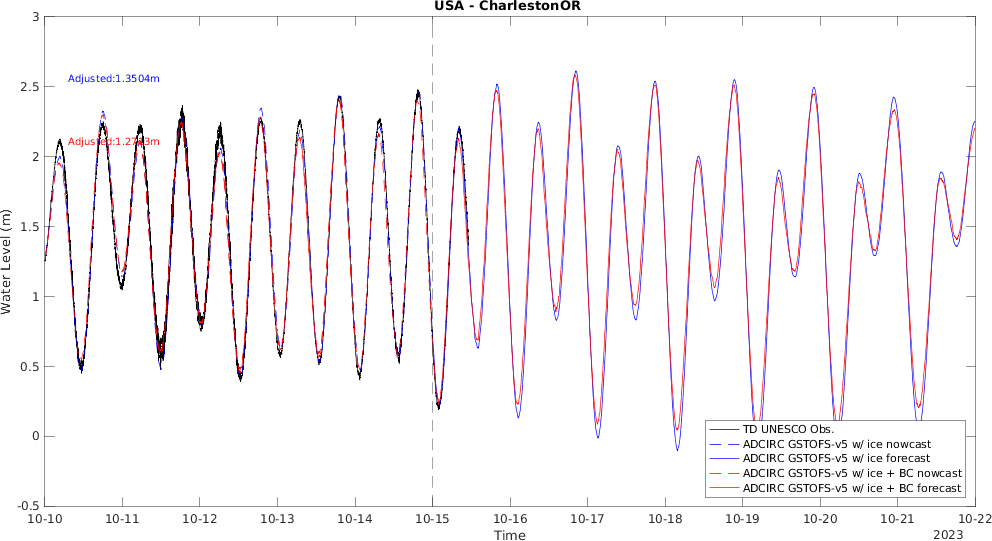 USA - CharlestonOR
3
2.5
2
1.5
1
0.5
0
-0.5
Water Level (m)
Adjusted:1.3504m
10-10
10-11
10-12
10-13
10-14
10-15
10-16
10-17
10-18
10-19
10-20
10-21
10-22
Time
2023
TD UNESCO Obs.
ADCIRC GSTOFS-v5 w/ ice nowcast
ADCIRC GSTOFS-v5 w/ ice forecast
ADCIRC GSTOFS-v5 w/ ice + BC nowcast
ADCIRC GSTOFS-v5 w/ ice + BC forecast